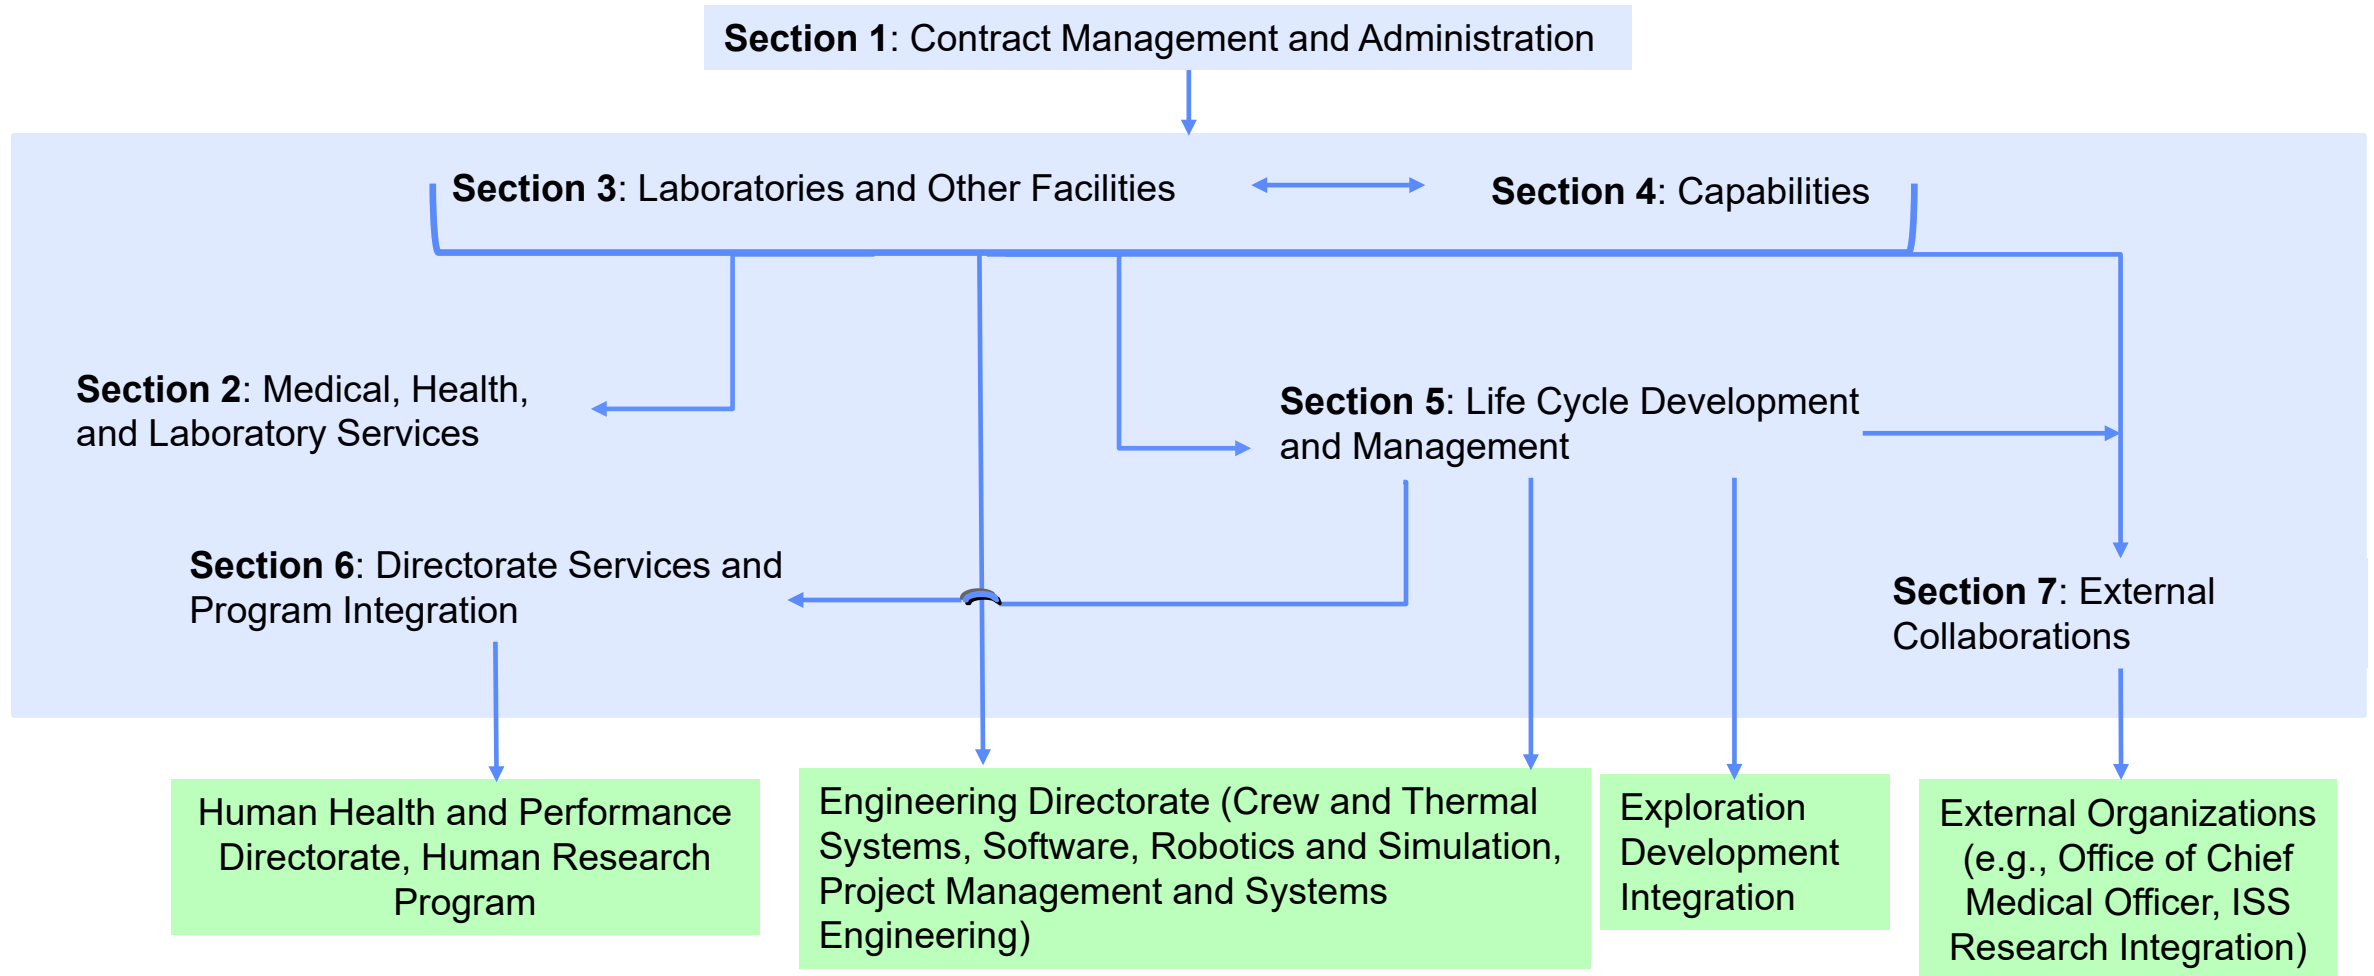 Section 1: Contract Management and Administration
Section 3: Laboratories and Other Facilities
Section 4: Capabilities
Section 2: Medical, Health,
and Laboratory Services
Section 5: Life Cycle Development
and Management
Section 6: Directorate Services and
Program Integration
Section 7: External
Collaborations
Human Health and Performance
Directorate, Human Research
Program
Engineering Directorate (Crew and Thermal
Systems, Software, Robotics and Simulation,
Project Management and Systems
Engineering)
Exploration
Development
Integration
External Organizations
(e.g., Office of Chief
Medical Officer, ISS
Research Integration)